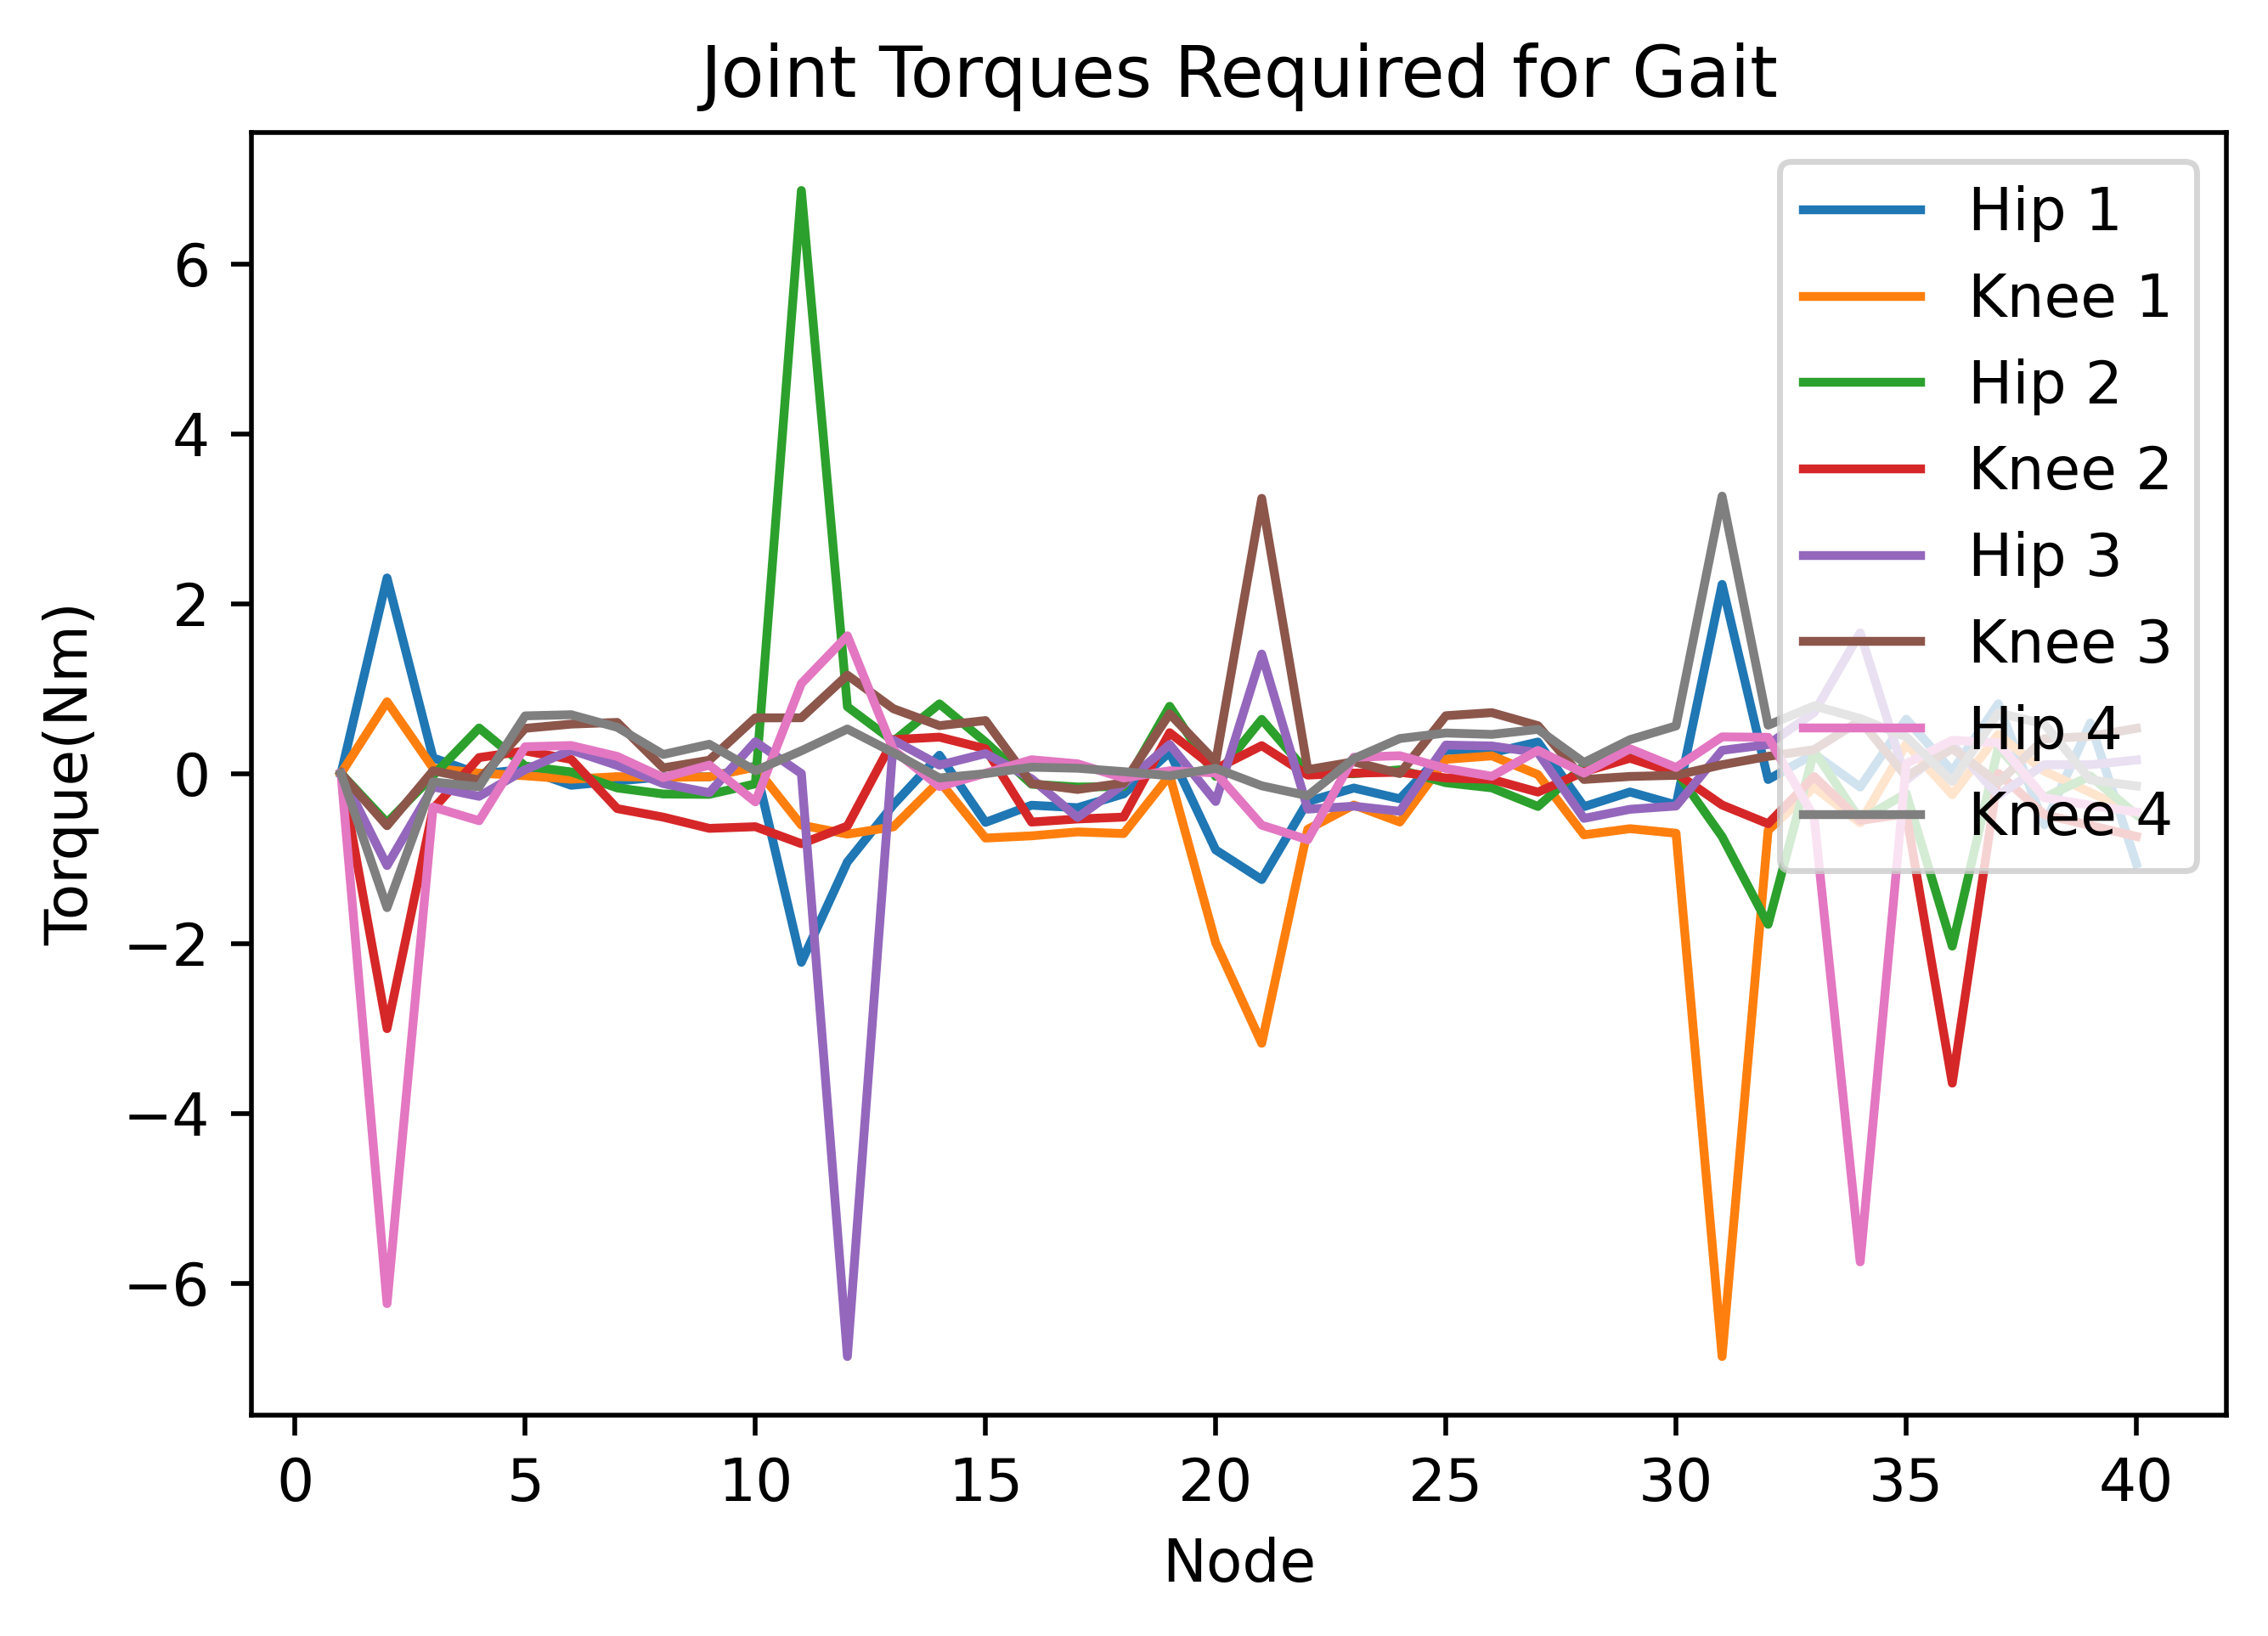 Joint Torques Required for Gait
Torque(Nm)
6
4
2
0
−2
−4
−6
0 5 10 15 20 25 30 35 40
Node
Hip 1
Knee 1
Hip 2
Knee 2
Hip 3
Knee 3
Hip 4
Knee 4